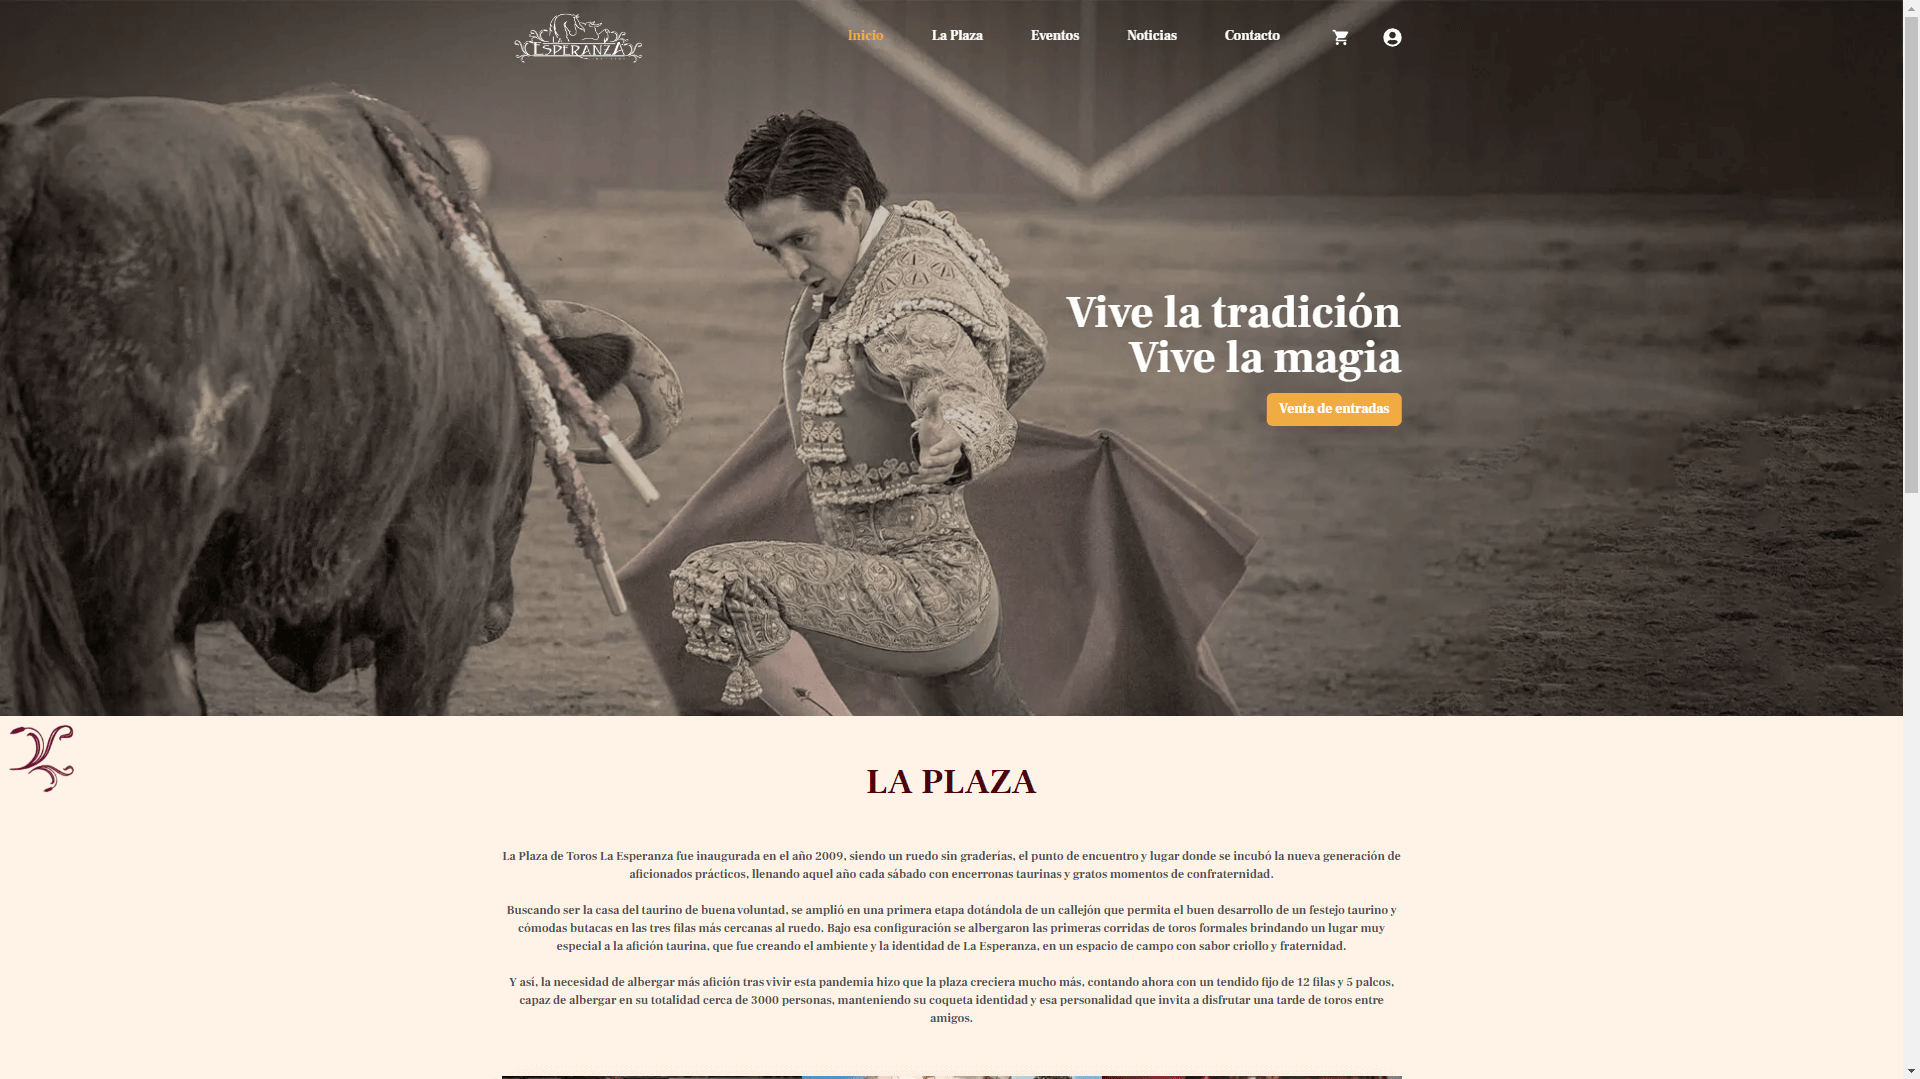 ESPERANZA
Inicio
La Plaza
Eventos
Noticias
Contacto
Vive la tradición
Vive la magia
Venta de entradas
LA PLAZA
La Plaza de Toros La Esperanza fue inaugurada en el año 2009, siendo un ruedo sin graderías, el punto de encuentro y lugar donde se incubó la nueva generación de
aficionados prácticos, llenando aquel año cada sábado con encerronas taurinas y gratos momentos de confraternidad.
Buscando ser la casa del taurino de buena voluntad, se amplió en una primera etapa dotándola de un callejón que permita el buen desarrollo de un festejo taurino y
cómodas butacas en las tres filas más cercanas al ruedo. Bajo esa configuración se albergaron las primeras corridas de toros formales brindando un lugar muy
especial a la afición taurina, que fue creando el ambiente y la identidad de La Esperanza, en un espacio de campo con sabor criollo y fraternidad.
Y así, la necesidad de albergar más afición tras vivir esta pandemia hizo que la plaza creciera mucho más, contando ahora con un tendido fijo de 12 filas y 5 palcos,
capaz de albergar en su totalidad cerca de 3000 personas, manteniendo su coqueta identidad y esa personalidad que invita a disfrutar una tarde de toros entre
amigos.